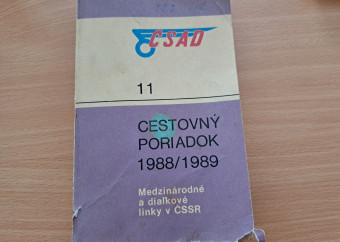 ČSAD
11
CESTOVNÝ
PORIADOK
1988/1989
Medzinárodné
a diaľkové
linky v ČSSR